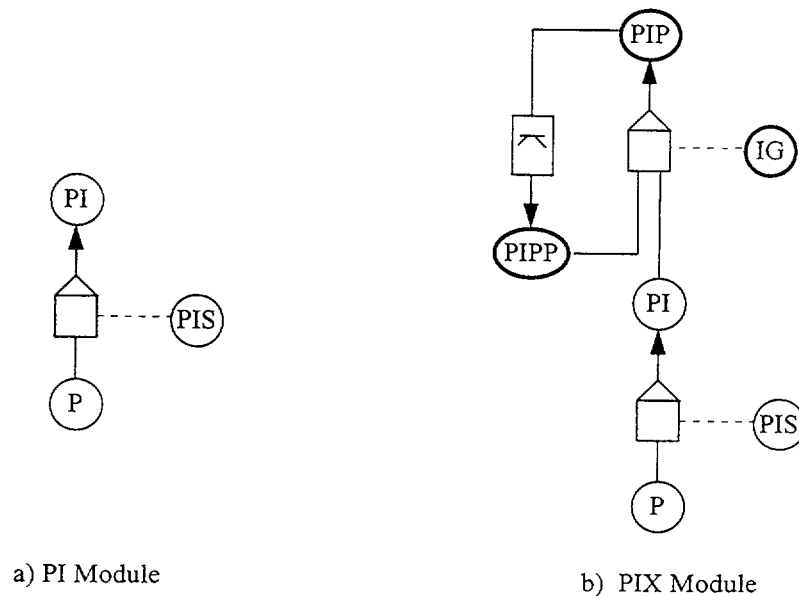 PI
PIS
P
a) PI Module
PIP
IG
PIPP
PI
PIS
P
b) PIX Module